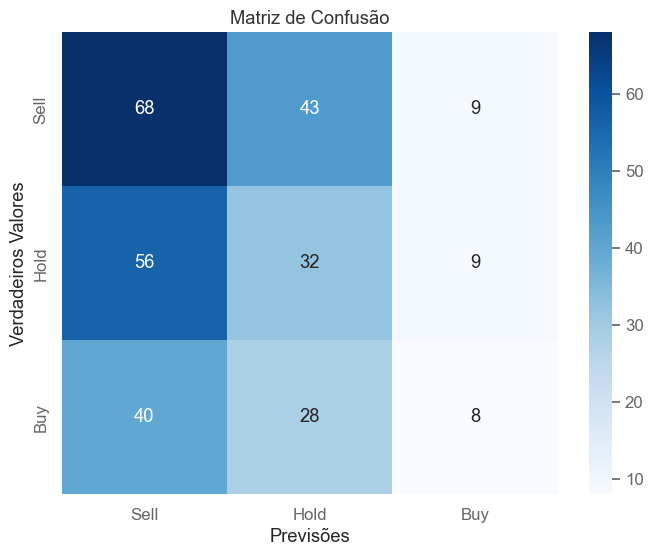 Matriz de Confusão
Verdadeiros Valores
Sell
68
43
9
Hold
56
32
9
Buy
40
28
8
Sell
Hold
Buy
Previsões
60
50
40
30
20
10